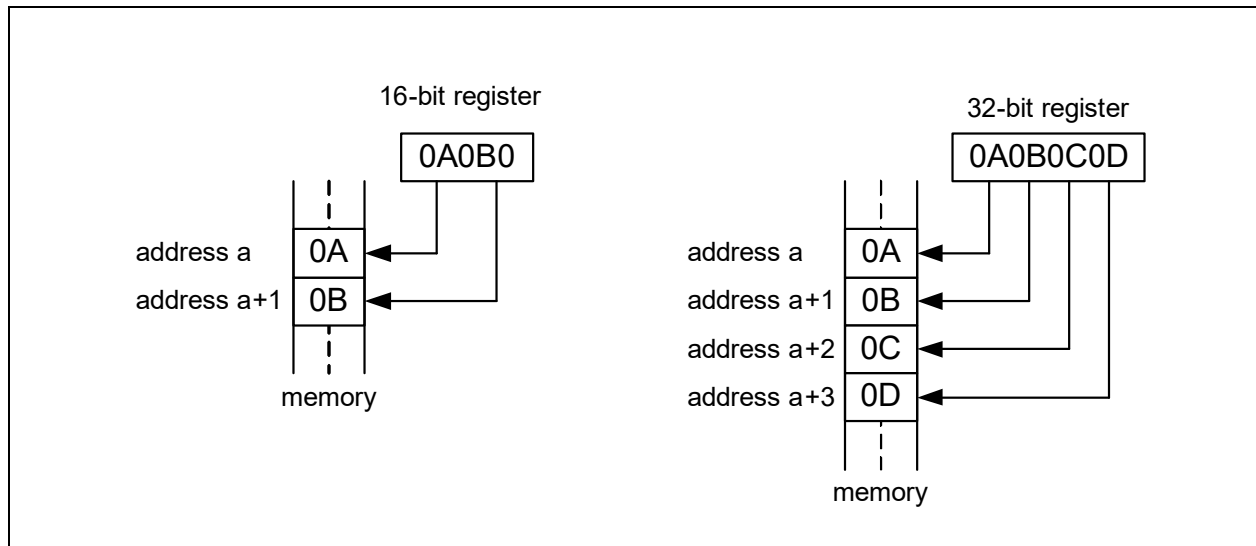 16-bit register
0A0B0
address a
0A
address a+1
0B
memory
32-bit register
0A0B0C0D
address a
0A
address a+1
0B
address a+2
0C
address a+3
0D
memory